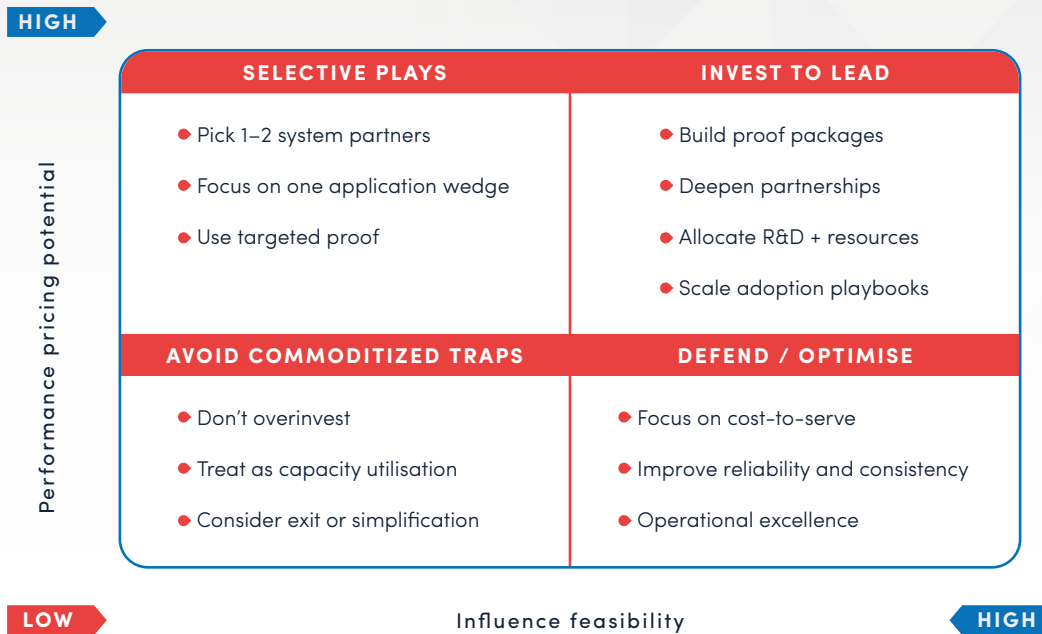 HIGH
Performance pricing potential
SELECTIVE PLAYS
Pick 1–2 system partners
Focus on one application wedge
Use targeted proof
INVEST TO LEAD
Build proof packages
Deepen partnerships
Allocate R&D + resources
Scale adoption playbooks
AVOID COMMODITIZED TRAPS
Don’t overinvest
Treat as capacity utilisation
Consider exit or simplification
DEFEND / OPTIMISE
Focus on cost-to-serve
Improve reliability and consistency
Operational excellence
LOW
Influence feasibility
HIGH